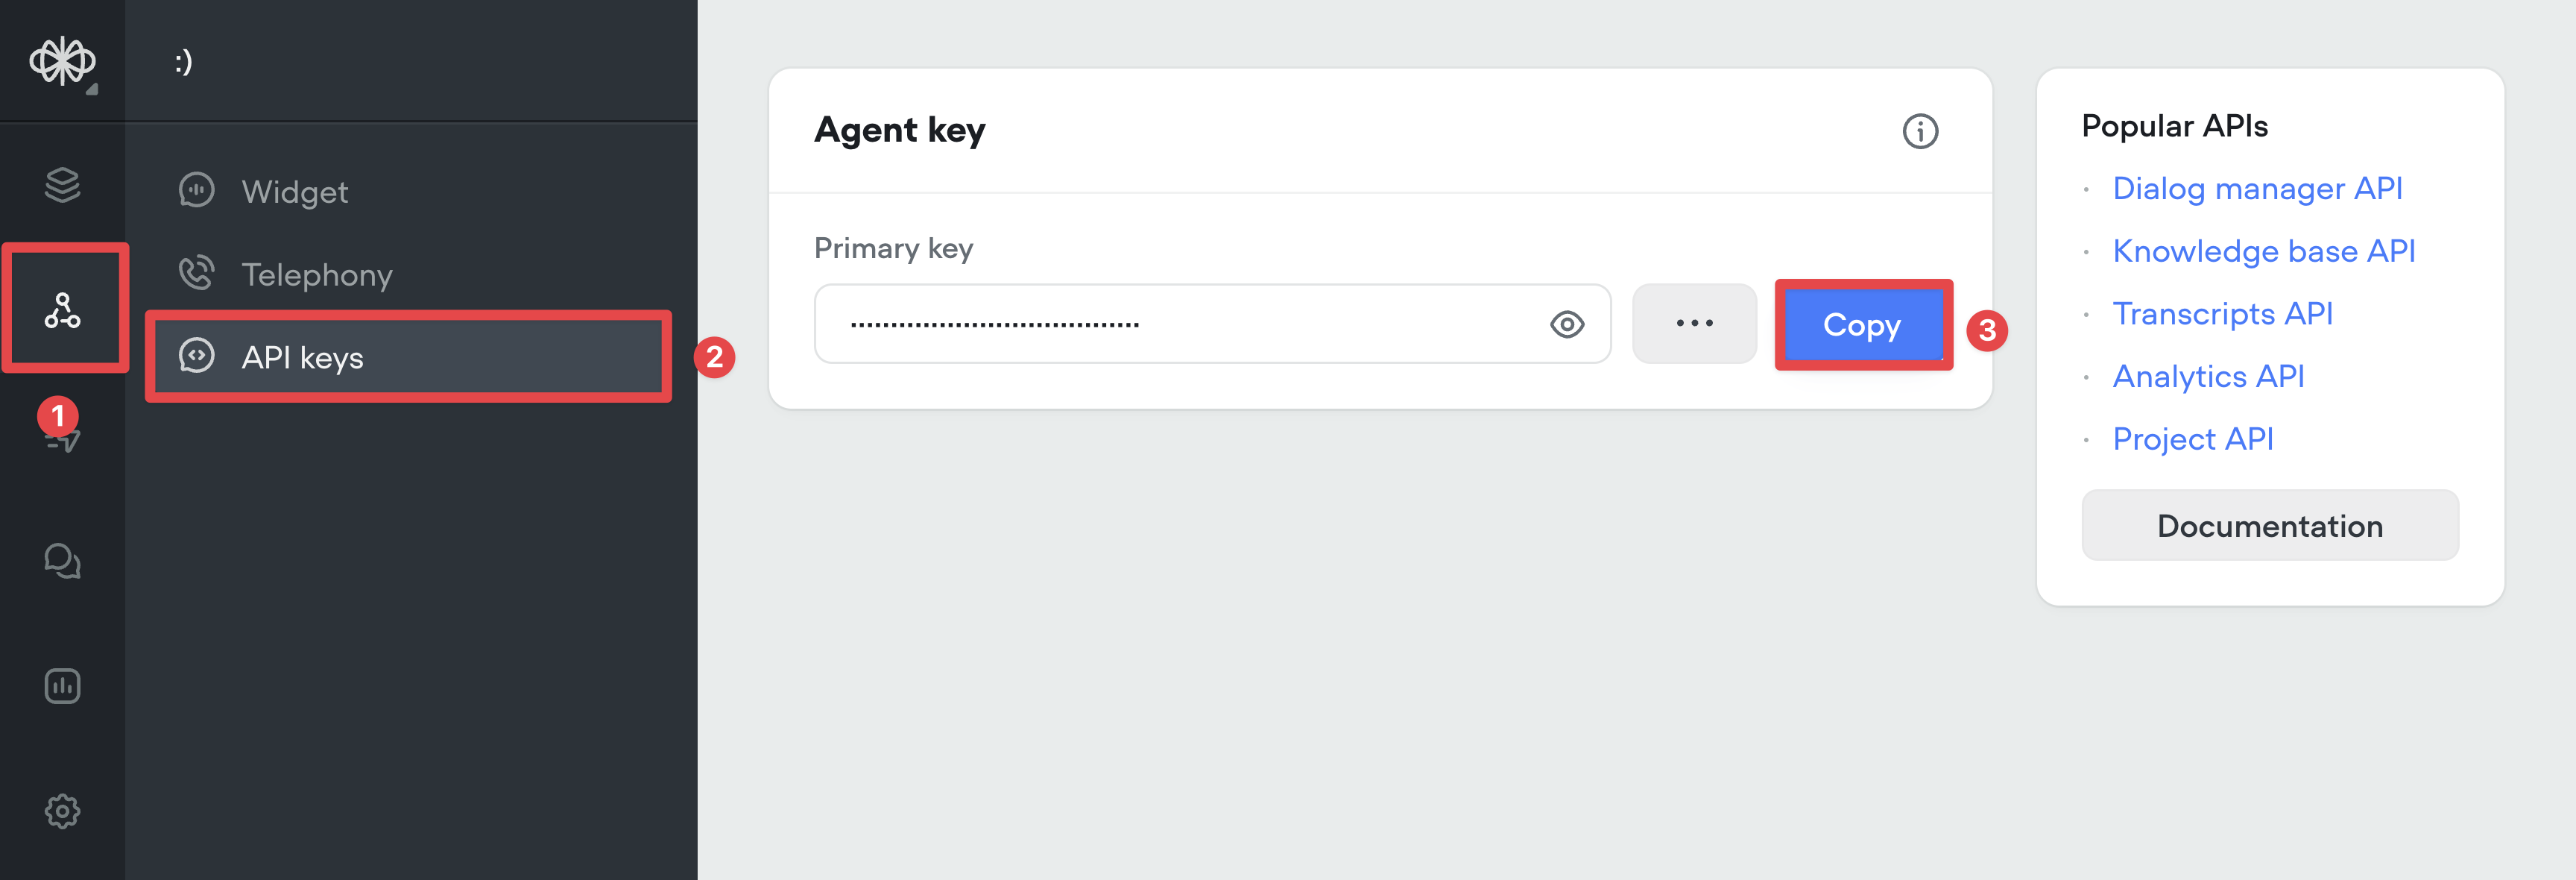 :)
Widget
Telephony
API keys
1
2
Agent key
Primary key
••••••••••••••••••••••••••••••••••••
Copy
3
Popular APIs
· Dialog manager API
· Knowledge base API
· Transcripts API
· Analytics API
· Project API
Documentation